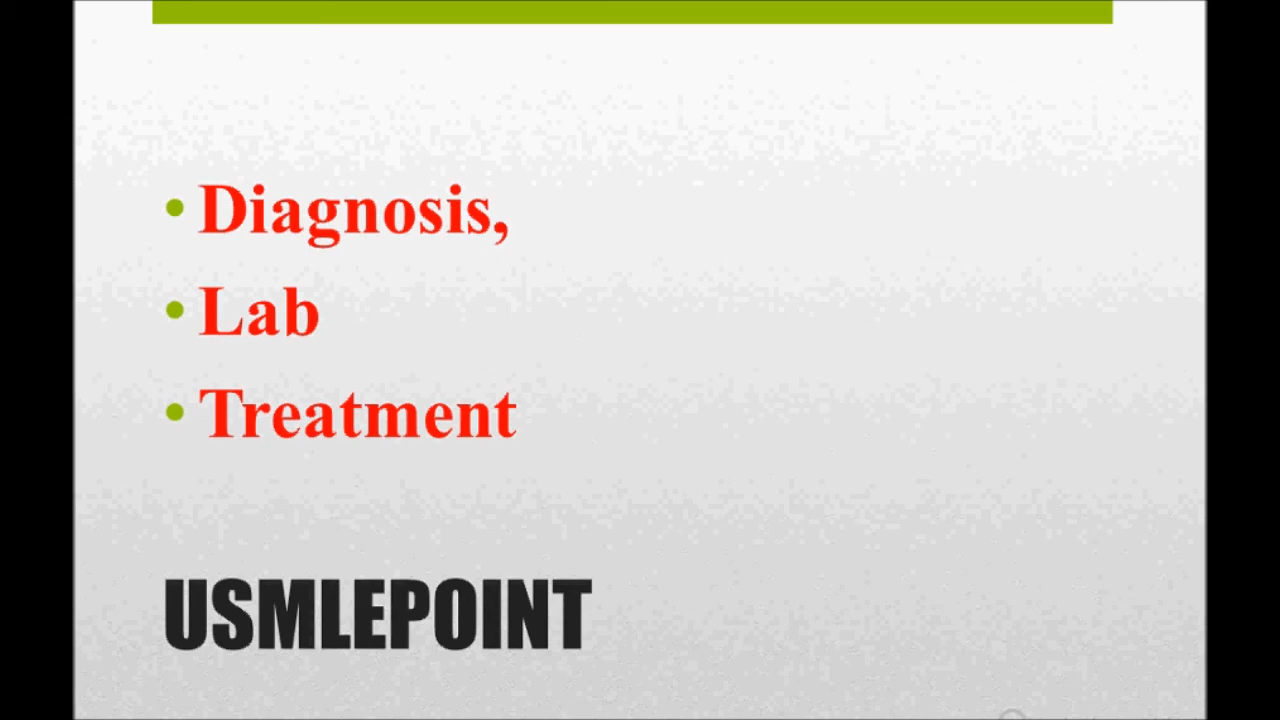 • Diagnosis,
• Lab
• Treatment
USMLEPOINT